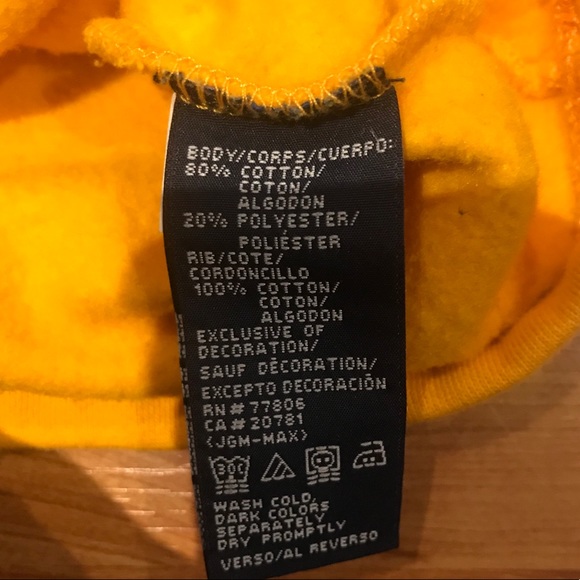 BODY/CORPS/CUERPO:
80% COTTON/
COTON/
ALGODON
20% POLYESTER/
POLIÉSTER
RIB/COTE/
CORDONCILLO
100% COTTON/
COTON/
ALGODON
EXCLUSIVE OF
DECORATION/
SAUF DÉCORATION/
EXCEPTO DECORACIÓN
RN# 77806
CA# 20781
(JGM-MAX)
30C
WASH COLD,
DARK COLORS
SEPARATELY
DRY PROMPTLY
VERSO/AL REVERSO